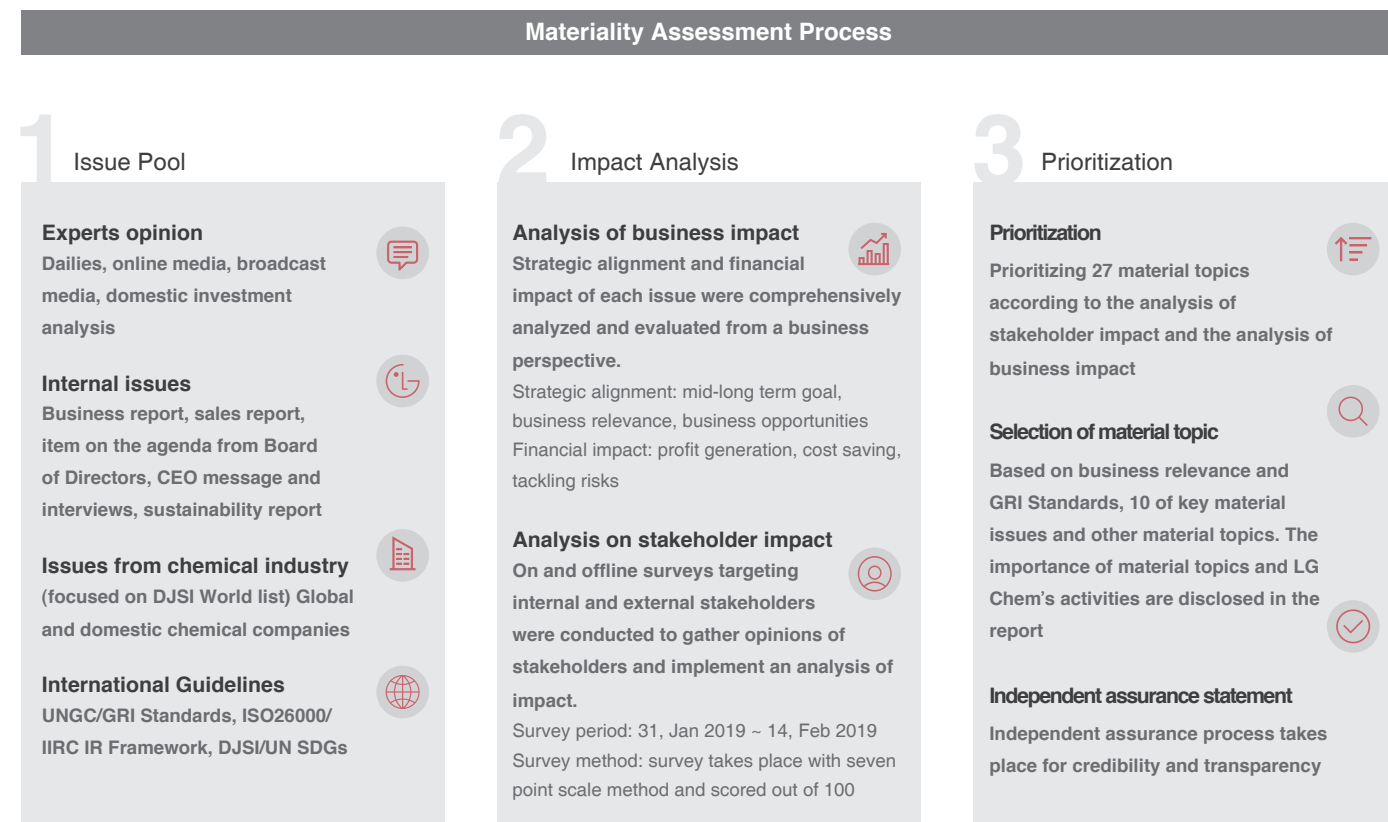 Materiality Assessment Process
1 Issue Pool
Experts opinion
Dailies, online media, broadcast
media, domestic investment
analysis
Internal issues
Business report, sales report,
item on the agenda from Board
of Directors, CEO message and
interviews, sustainability report
Issues from chemical industry
(focused on DJSI World list) Global
and domestic chemical companies
International Guidelines
UNGC/GRI Standards, ISO26000/
IIRC IR Framework, DJSI/UN SDGs
2 Impact Analysis
Analysis of business impact
Strategic alignment and financial
impact of each issue were comprehensively
analyzed and evaluated from a business
perspective.
Strategic alignment: mid-long term goal,
business relevance, business opportunities
Financial impact: profit generation, cost saving,
tackling risks
Analysis on stakeholder impact
On and offline surveys targeting
internal and external stakeholders
were conducted to gather opinions of
stakeholders and implement an analysis of
impact.
Survey period: 31, Jan 2019 ~ 14, Feb 2019
Survey method: survey takes place with seven
point scale method and scored out of 100
3 Prioritization
Prioritization
Prioritizing 27 material topics
according to the analysis of
stakeholder impact and the analysis of
business impact
Selection of material topic
Based on business relevance and
GRI Standards, 10 of key material
issues and other material topics. The
importance of material topics and LG
Chem's activities are disclosed in the
report
Independent assurance statement
Independent assurance process takes
place for credibility and transparency